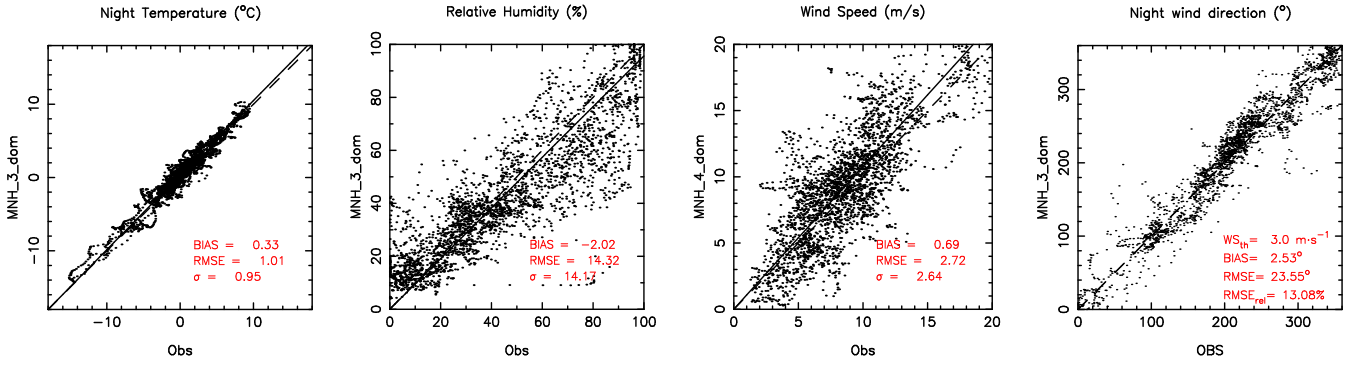 Night Temperature (°C)
MNH_3_dom
10
0
−10
−10
0
10
BIAS = 0.33
RMSE = 1.01
σ = 0.95
Obs
Relative Humidity (%)
MNH_3_dom
100
80
60
40
20
0
0
20
40
60
80
100
BIAS = −2.02
RMSE = 14.32
σ = 14.17
Obs
Wind Speed (m/s)
MNH_4_dom
20
15
10
5
0
0
5
10
15
20
BIAS = 0.69
RMSE = 2.72
σ = 2.64
Obs
Night wind direction (°)
MNH_3_dom
300
200
100
0
0
100
200
300
WSth= 3.0 m·s−1
BIAS= 2.53°
RMSE= 23.55°
RMSErel= 13.08%
OBS